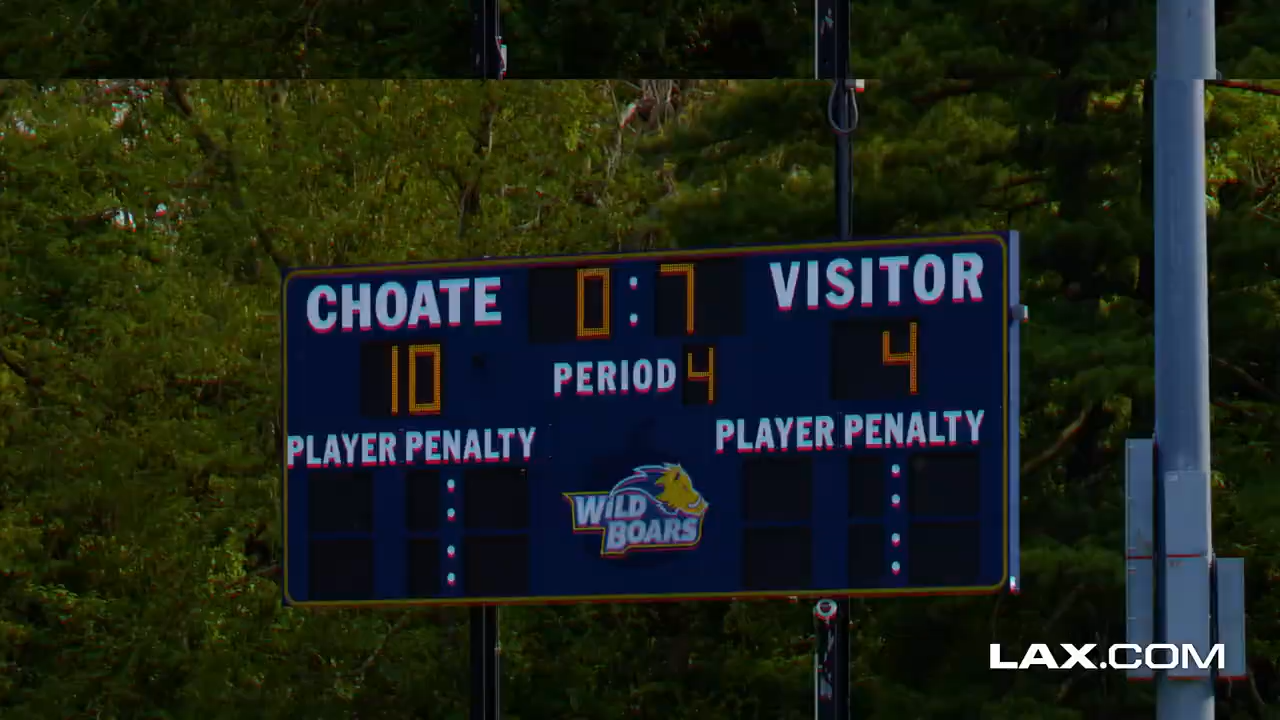 CHOATE 0:7 VISITOR
10 PERIOD 4 4
PLAYER PENALTY PLAYER PENALTY
WILD
BOARS
LAX.COM